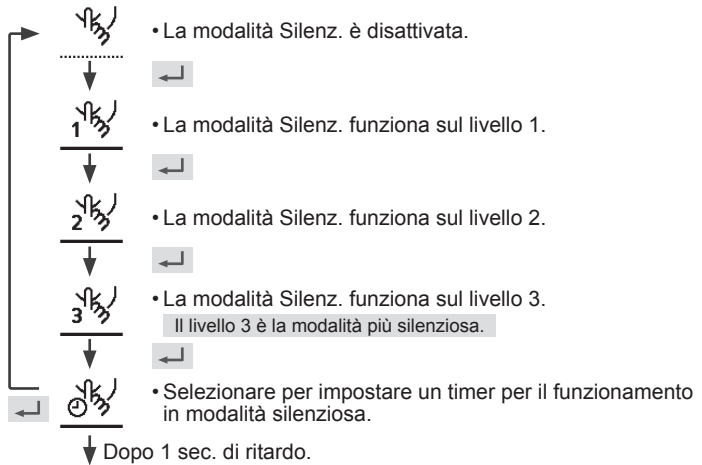 • La modalità Silenz. è disattivata.
1
• La modalità Silenz. funziona sul livello 1.
2
• La modalità Silenz. funziona sul livello 2.
3
• La modalità Silenz. funziona sul livello 3.
Il livello 3 è la modalità più silenziosa.
• Selezionare per impostare un timer per il funzionamento
in modalità silenziosa.
Dopo 1 sec. di ritardo.